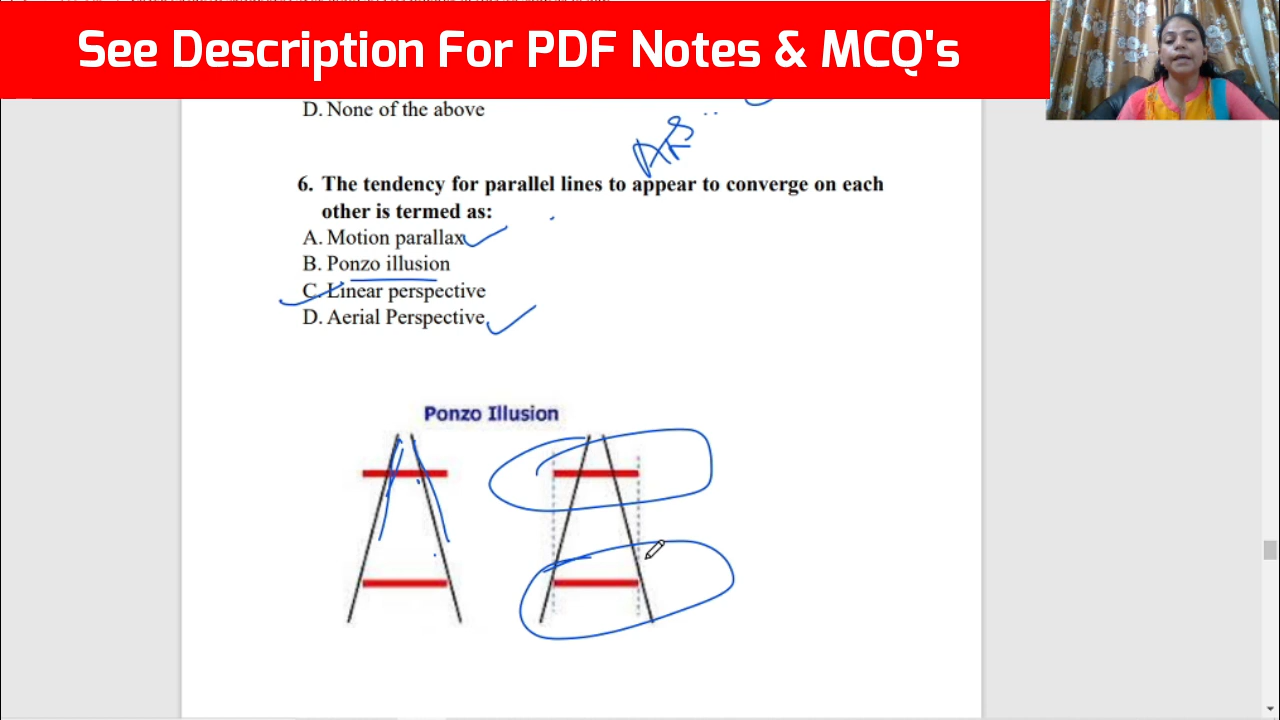 See Description For PDF Notes & MCQ's
D. None of the above
6. The tendency for parallel lines to appear to converge on each
other is termed as:
A. Motion parallax
B. Ponzo illusion
C. Linear perspective
D. Aerial Perspective
Ponzo Illusion